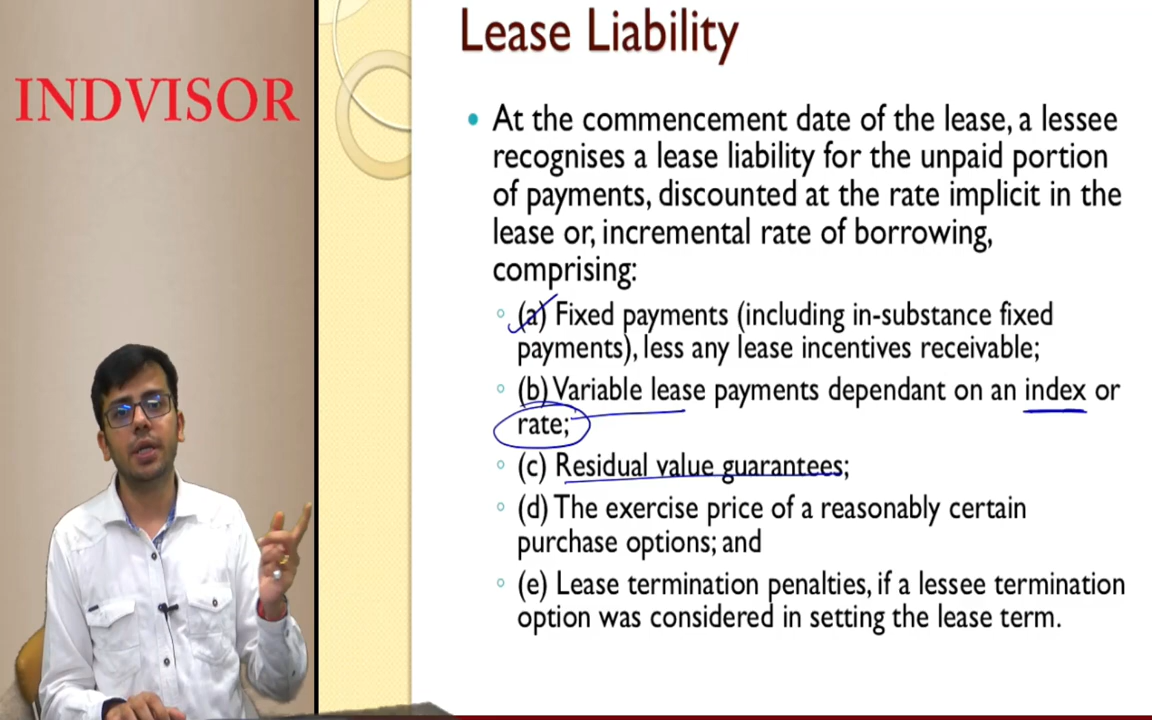 INDVISOR
Lease Liability
At the commencement date of the lease, a lessee
recognises a lease liability for the unpaid portion
of payments, discounted at the rate implicit in the
lease or, incremental rate of borrowing,
comprising:
(a) Fixed payments (including in-substance fixed
payments), less any lease incentives receivable;
(b) Variable lease payments dependant on an index or
rate;
(c) Residual value guarantees;
(d) The exercise price of a reasonably certain
purchase options; and
(e) Lease termination penalties, if a lessee termination
option was considered in setting the lease term.